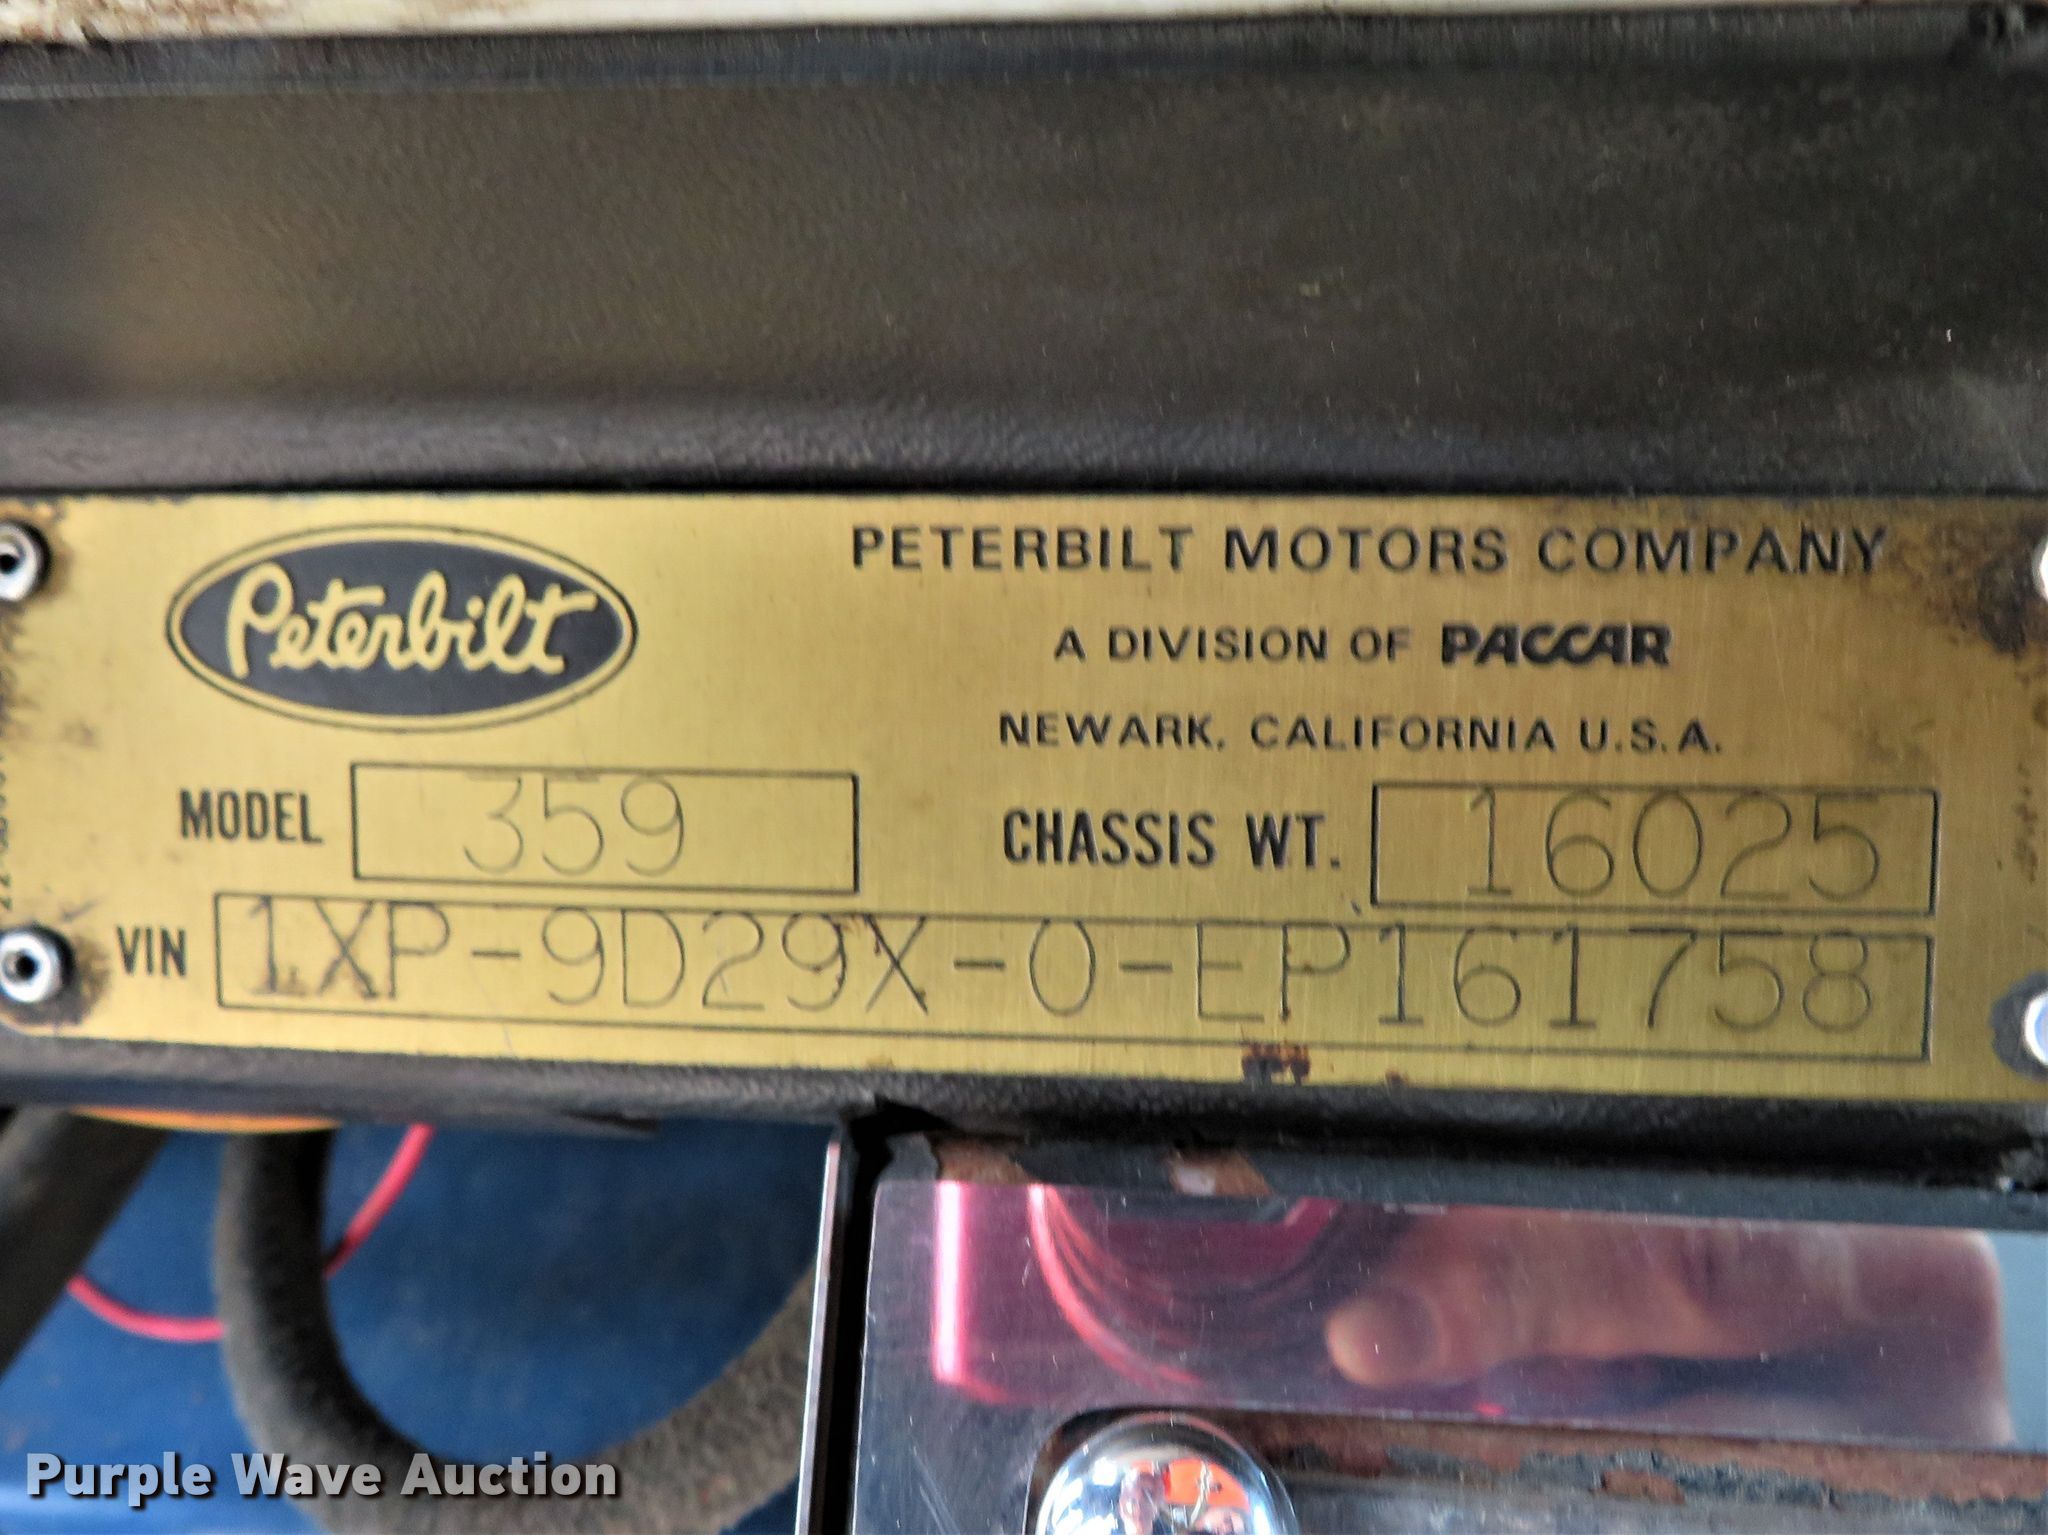 Peterbilt
PETERBILT MOTORS COMPANY
A DIVISION OF PACCAR
NEWARK, CALIFORNIA U.S.A.
MODEL 359
CHASSIS WT. 16025
VIN 1XP-9D29X-0-EP161758
Purple Wave Auction